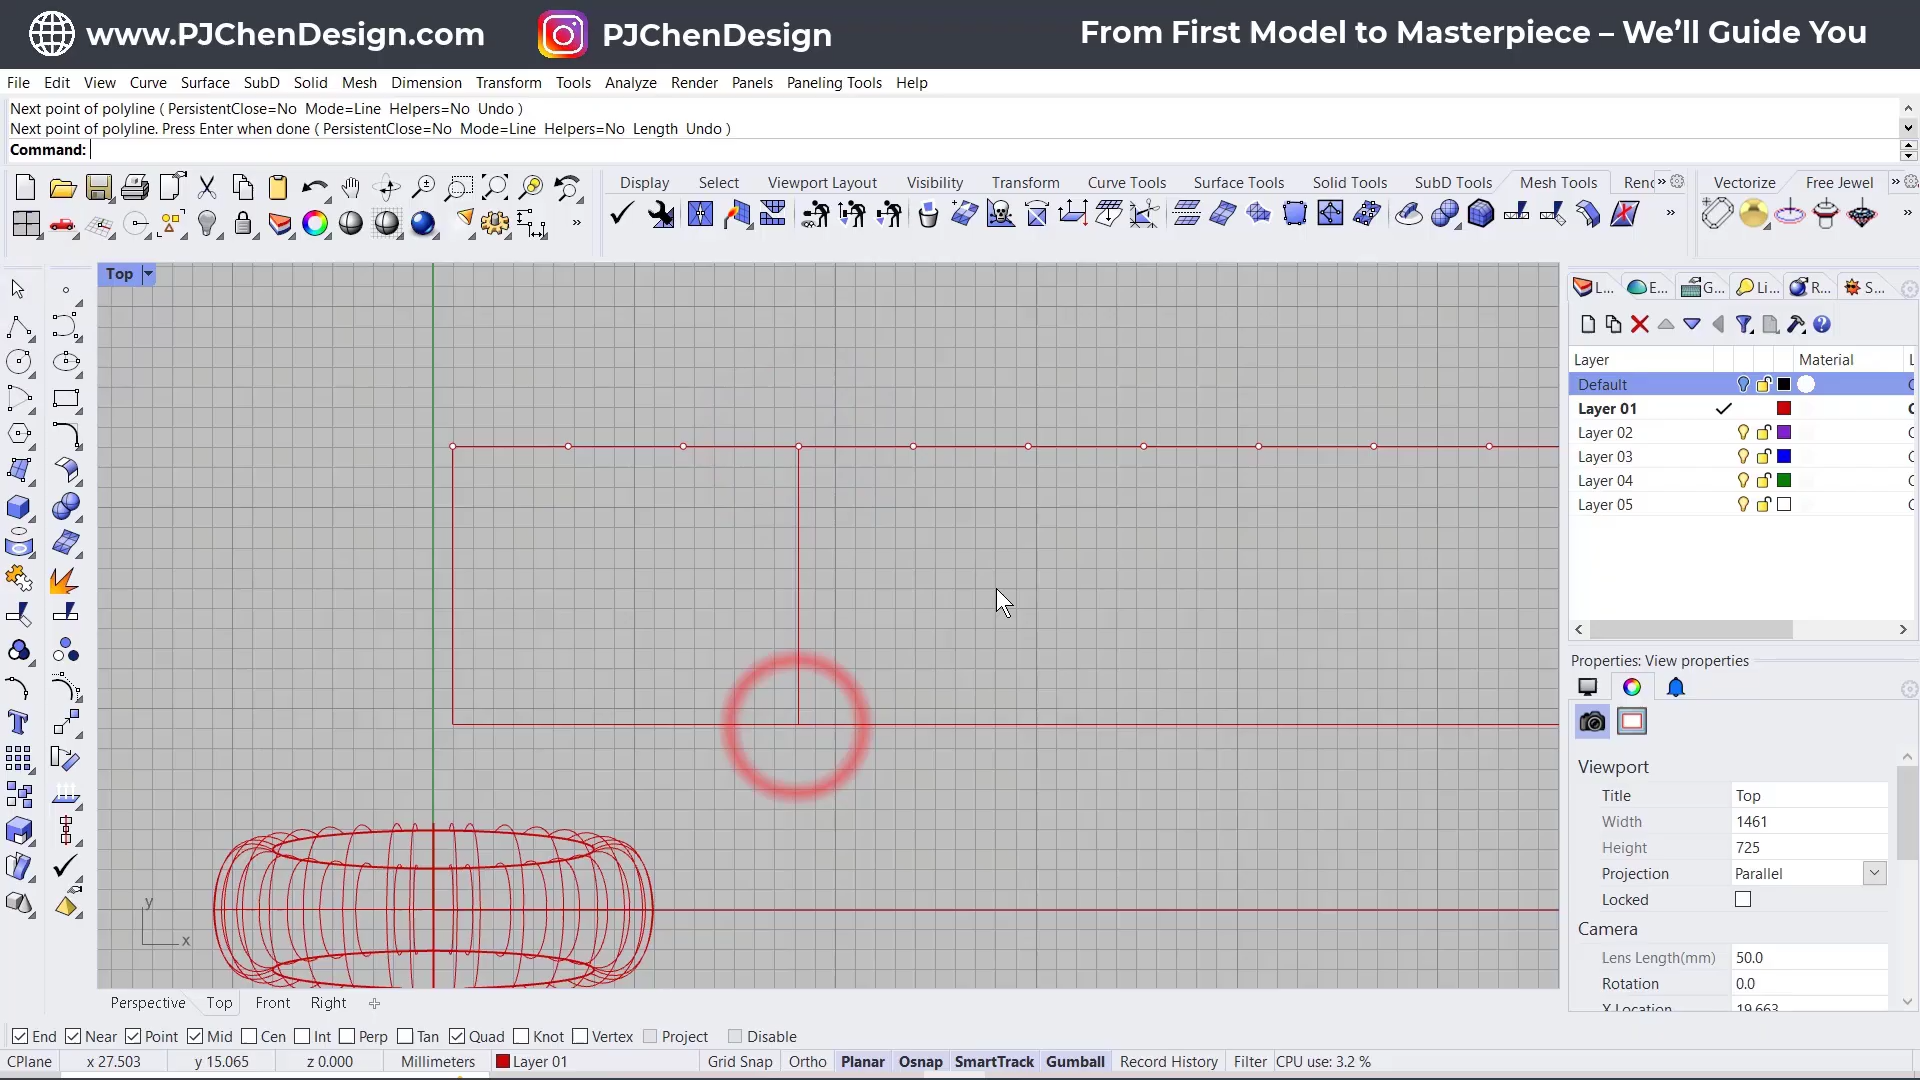 www.PJChenDesign.com PJChenDesign From First Model to Masterpiece – We'll Guide You
File Edit View Curve Surface SubD Solid Mesh Dimension Transform Tools Analyze Render Panels Paneling Tools Help
Next point of polyline ( PersistentClose=No Mode=Line Helpers=No Undo )
Next point of polyline. Press Enter when done ( PersistentClose=No Mode=Line Helpers=No Length Undo )
Command:
Display Select Viewport Layout Visibility Transform Curve Tools Surface Tools Solid Tools SubD Tools Mesh Tools Rend » Vectorize Free Jewel »
» » »
Top
L... E... G... Li... R... S...
Layer Material L
Default
Layer 01
Layer 02
Layer 03
Layer 04
Layer 05
Properties: View properties
Viewport
Title Top
Width 1461
Height 725
Projection Parallel
Locked
Camera
Lens Length(mm) 50.0
Rotation 0.0
X Location 19.663
y
x
Perspective Top Front Right
End Near Point Mid Cen Int Perp Tan Quad Knot Vertex Project Disable
CPlane x 27.503 y 15.065 z 0.000 Millimeters Layer 01 Grid Snap Ortho Planar Osnap SmartTrack Gumball Record History Filter CPU use: 3.2 %